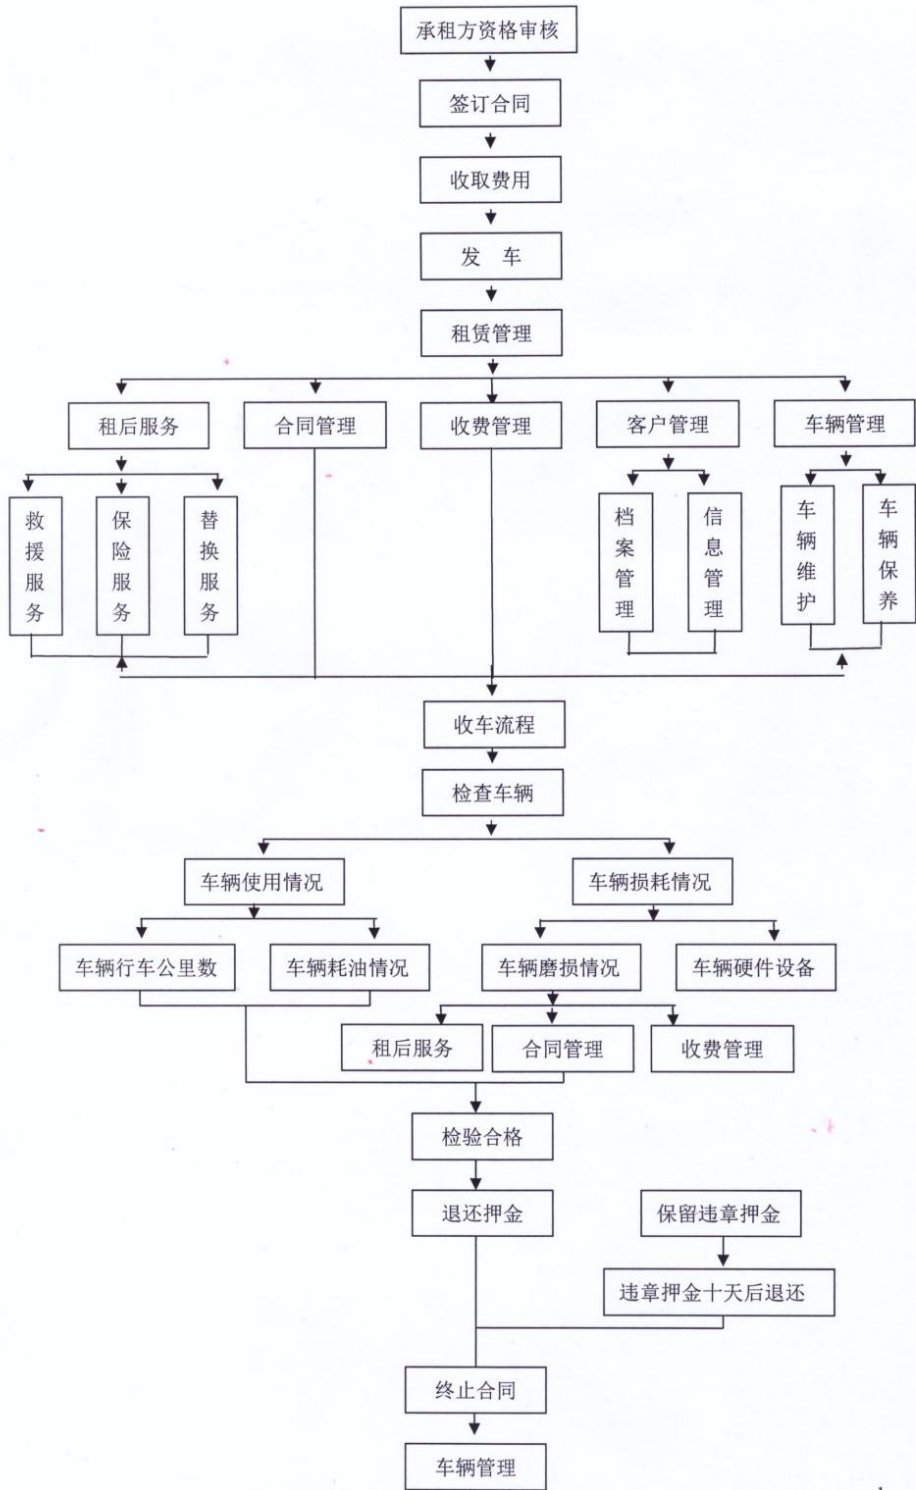 承租方资格审核
签订合同
收取费用
发 车
租赁管理
租后服务
合同管理
收费管理
客户管理
车辆管理
救援服务
保险服务
替换服务
档案管理
信息管理
车辆维护
车辆保养
收车流程
检查车辆
车辆使用情况
车辆损耗情况
车辆行车公里数
车辆耗油情况
车辆磨损情况
车辆硬件设备
租后服务
合同管理
收费管理
检验合格
退还押金
保留违章押金
违章押金十天后退还
终止合同
车辆管理